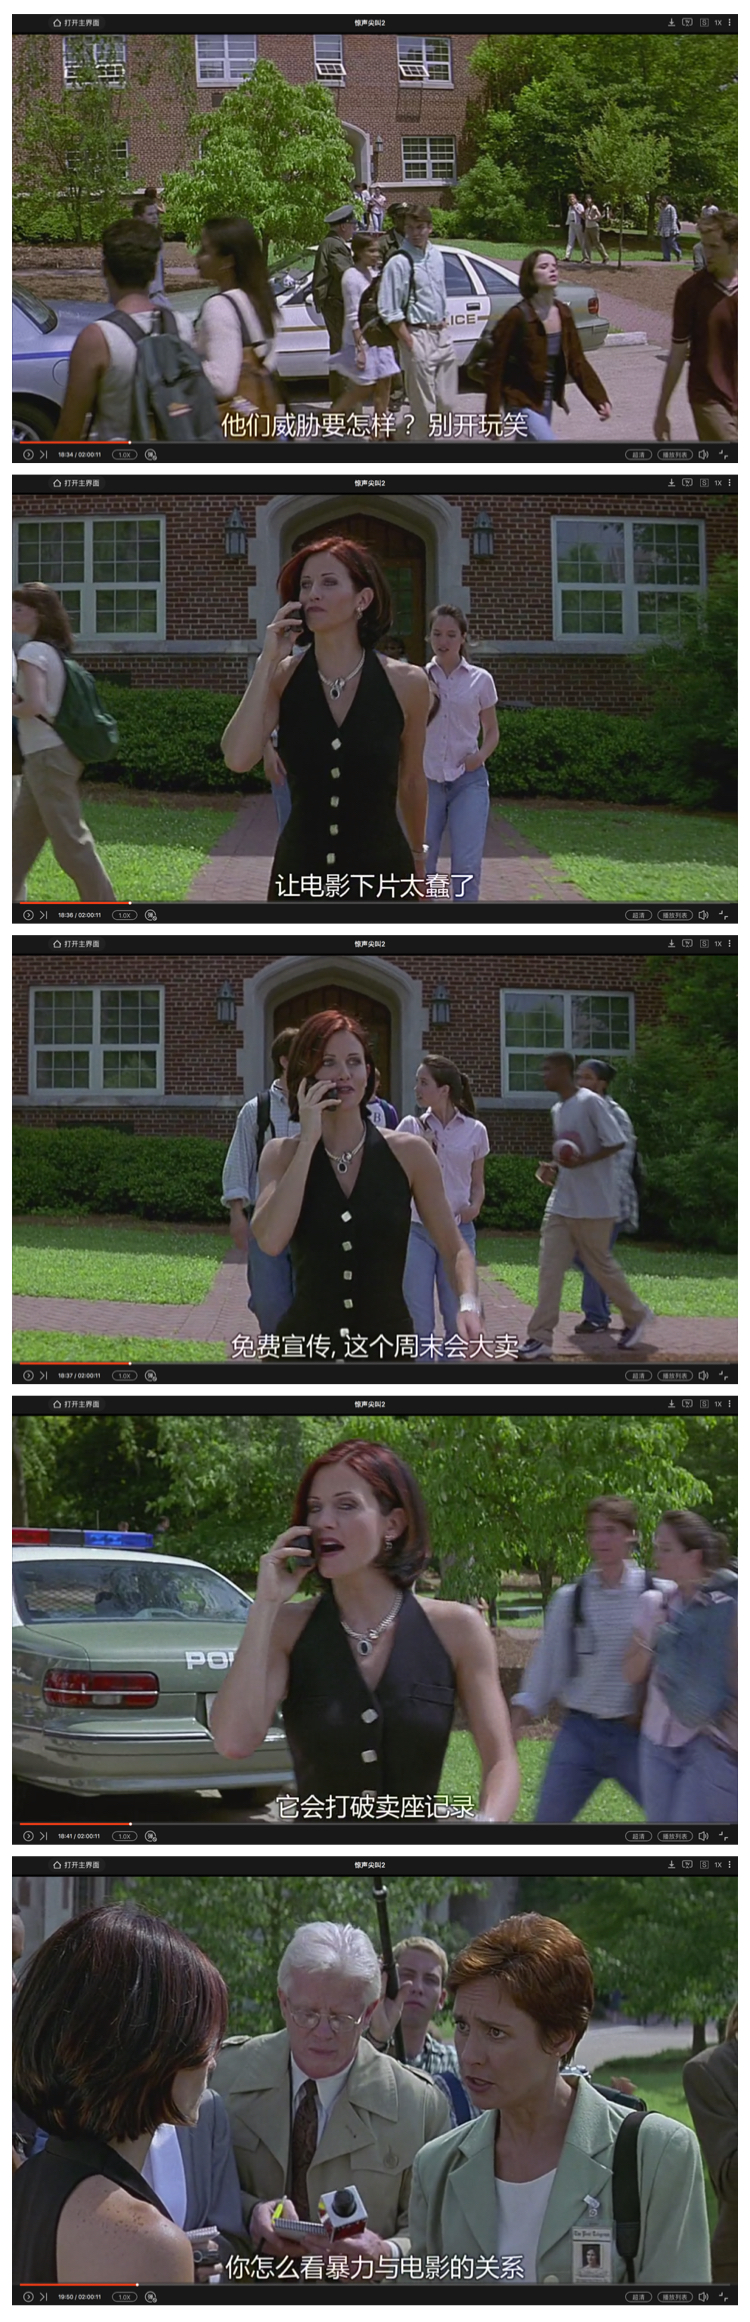 打开主界面 惊声尖叫2 1X
LICE
他们威胁要怎样？ 别开玩笑
18:34 / 02:00:11 1.0X 超清 播放列表
打开主界面 惊声尖叫2 1X
让电影下片太蠢了
18:36 / 02:00:11 1.0X 超清 播放列表
打开主界面 惊声尖叫2 1X
免费宣传, 这个周末会大卖
18:37 / 02:00:11 1.0X 超清 播放列表
打开主界面 惊声尖叫2 1X
POL
它会打破卖座记录
18:41 / 02:00:11 1.0X 超清 播放列表
打开主界面 惊声尖叫2 1X
你怎么看暴力与电影的关系
19:50 / 02:00:11 1.0X 超清 播放列表